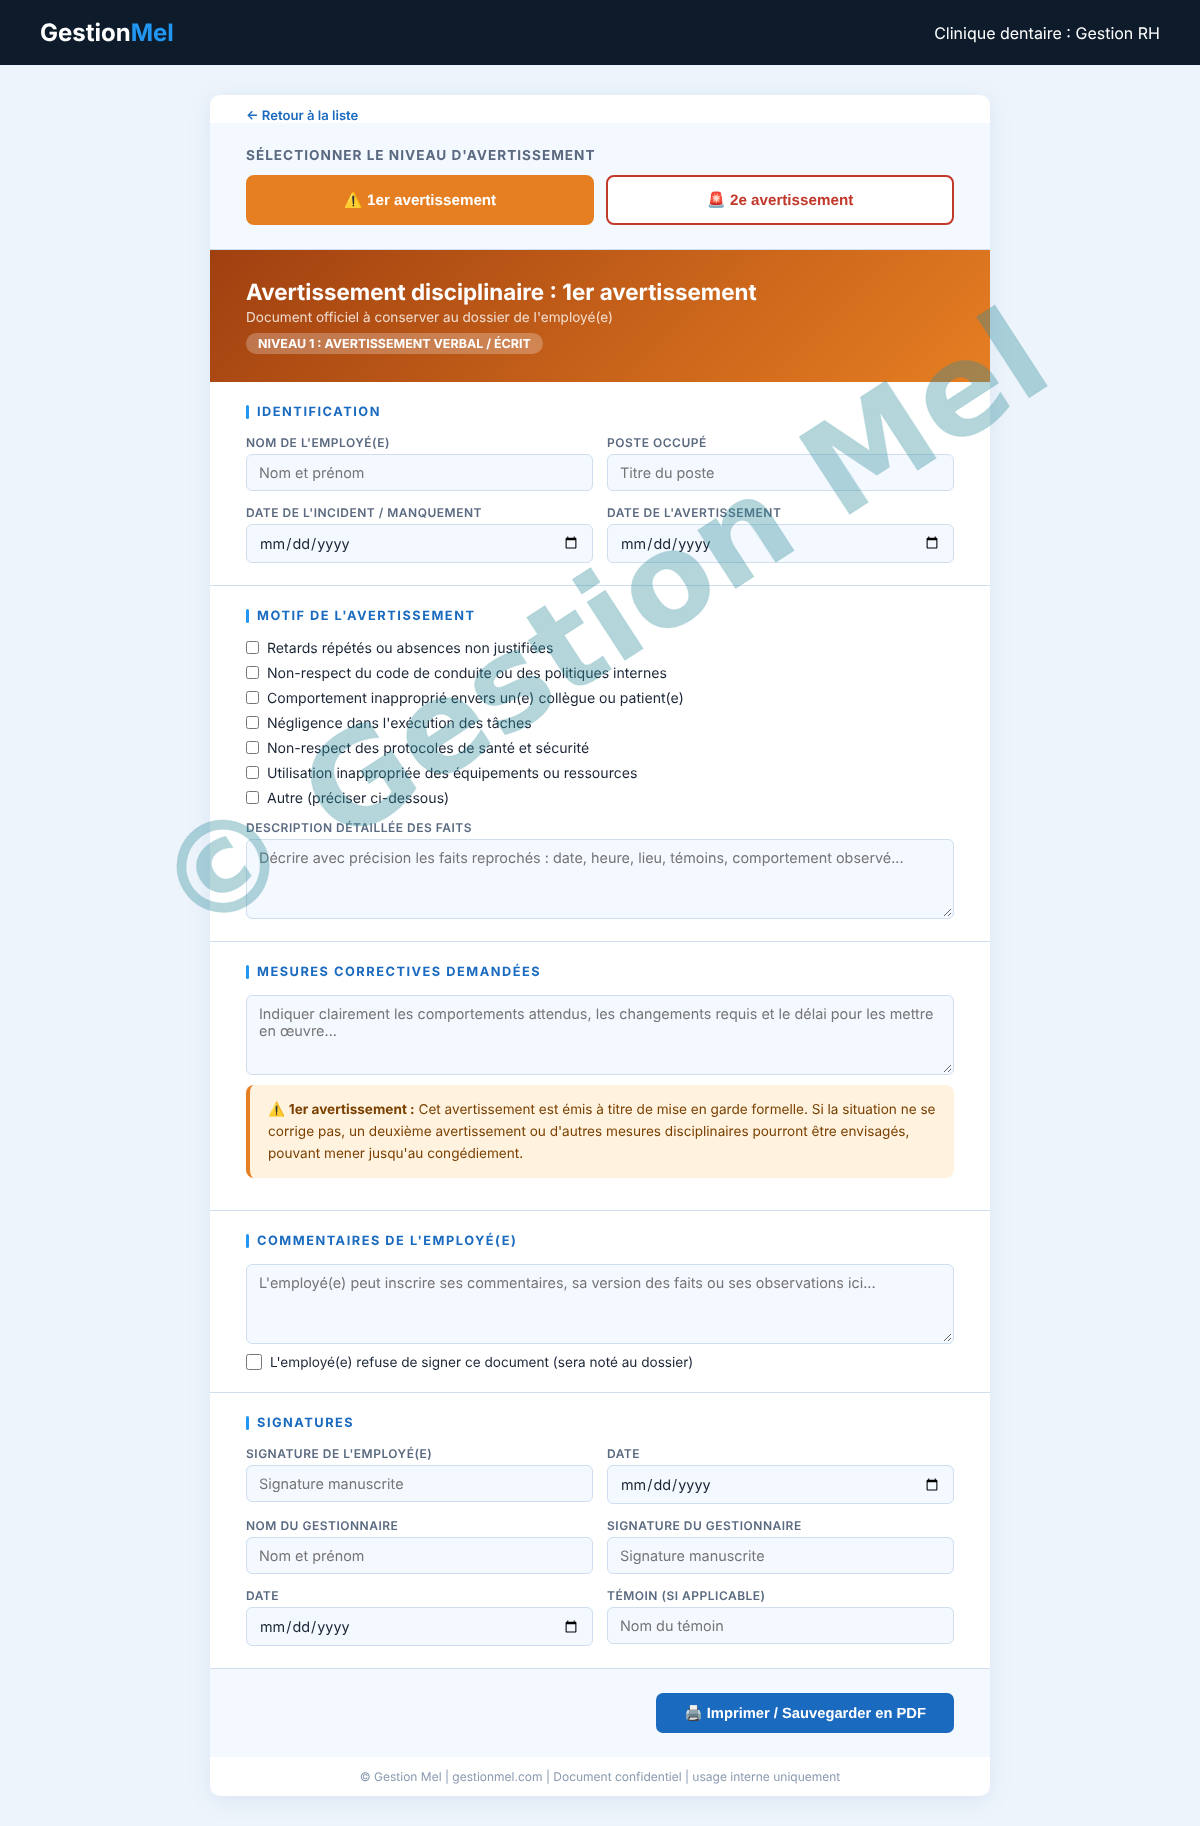 GestionMel
Clinique dentaire : Gestion RH
← Retour à la liste
SÉLECTIONNER LE NIVEAU D'AVERTISSEMENT
⚠️ 1er avertissement
🚨 2e avertissement
Avertissement disciplinaire : 1er avertissement
Document officiel à conserver au dossier de l'employé(e)
NIVEAU 1 : AVERTISSEMENT VERBAL / ÉCRIT
IDENTIFICATION
NOM DE L'EMPLOYÉ(E)
POSTE OCCUPÉ
Nom et prénom
Titre du poste
DATE DE L'INCIDENT / MANQUEMENT
DATE DE L'AVERTISSEMENT
mm/dd/yyyy
mm/dd/yyyy
MOTIF DE L'AVERTISSEMENT
Retards répétés ou absences non justifiées
Non-respect du code de conduite ou des politiques internes
Comportement inapproprié envers un(e) collègue ou patient(e)
Négligence dans l'exécution des tâches
Non-respect des protocoles de santé et sécurité
Utilisation inappropriée des équipements ou ressources
Autre (préciser ci-dessous)
DESCRIPTION DÉTAILLÉE DES FAITS
Décrire avec précision les faits reprochés : date, heure, lieu, témoins, comportement observé...
© Gestion Mel
MESURES CORRECTIVES DEMANDÉES
Indiquer clairement les comportements attendus, les changements requis et le délai pour les mettre
en œuvre...
⚠️ 1er avertissement : Cet avertissement est émis à titre de mise en garde formelle. Si la situation ne se
corrige pas, un deuxième avertissement ou d'autres mesures disciplinaires pourront être envisagés,
pouvant mener jusqu'au congédiement.
COMMENTAIRES DE L'EMPLOYÉ(E)
L'employé(e) peut inscrire ses commentaires, sa version des faits ou ses observations ici...
L'employé(e) refuse de signer ce document (sera noté au dossier)
SIGNATURES
SIGNATURE DE L'EMPLOYÉ(E)
DATE
Signature manuscrite
mm/dd/yyyy
NOM DU GESTIONNAIRE
SIGNATURE DU GESTIONNAIRE
Nom et prénom
Signature manuscrite
DATE
TÉMOIN (SI APPLICABLE)
mm/dd/yyyy
Nom du témoin
🖨️ Imprimer / Sauvegarder en PDF
© Gestion Mel | gestionmel.com | Document confidentiel | usage interne uniquement